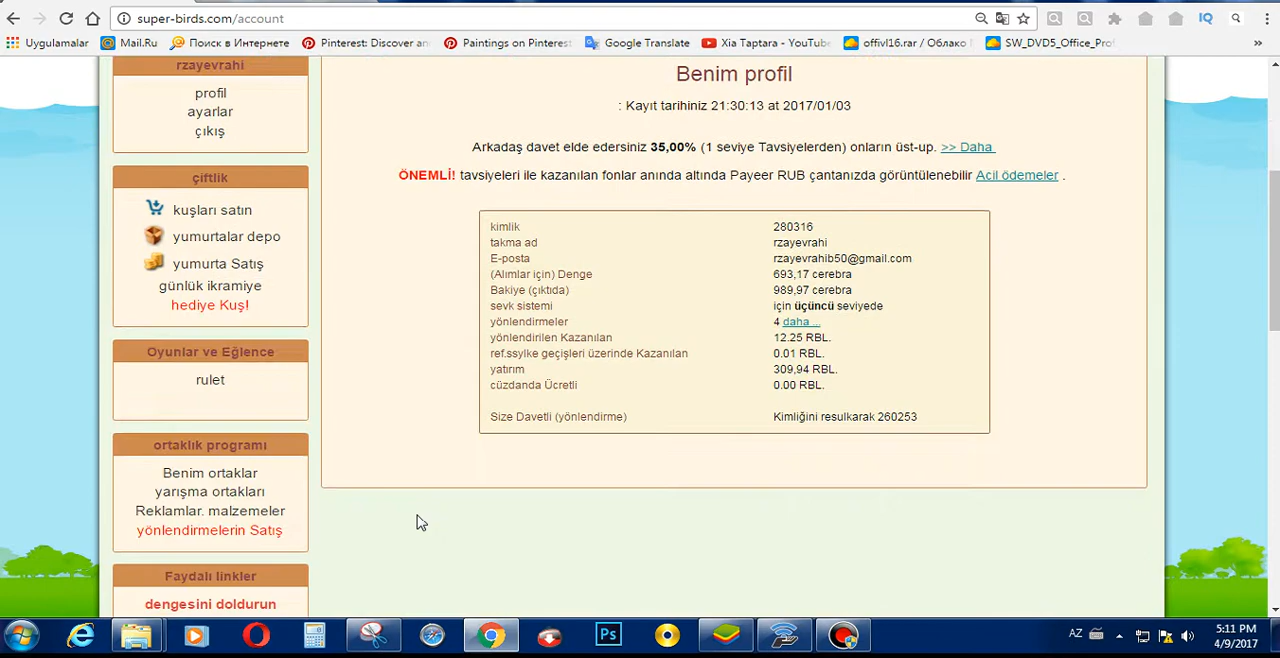 super-birds.com/account
Uygulamalar Mail.Ru Поиск в Интернете Pinterest: Discover an Paintings on Pinterest Google Translate Xia Taptara - YouTube offivl16.rar / Облако SW_DVD5_Office_Pro »
rzayevrahi
profil
ayarlar
çıkış
çiftlik
kuşları satın
yumurtalar depo
yumurta Satış
günlük ikramiye
hediye Kuş!
Oyunlar ve Eğlence
rulet
ortaklık programı
Benim ortaklar
yarışma ortakları
Reklamlar. malzemeler
yönlendirmelerin Satış
Faydalı linkler
dengesini doldurun
Benim profil
: Kayıt tarihiniz 21:30:13 at 2017/01/03
Arkadaş davet elde edersiniz 35,00% (1 seviye Tavsiyelerden) onların üst-up. >> Daha
ÖNEMLİ! tavsiyeleri ile kazanılan fonlar anında altında Payeer RUB çantanızda görüntülenebilir Acil ödemeler .
kimlik 280316
takma ad rzayevrahi
E-posta rzayevrahib50@gmail.com
(Alımlar için) Denge 693,17 cerebra
Bakiye (çıktıda) 989,97 cerebra
sevk sistemi için üçüncü seviyede
yönlendirmeler 4 daha ...
yönlendirilen Kazanılan 12.25 RBL.
ref.ssylke geçişleri üzerinde Kazanılan 0.01 RBL.
yatırım 309,94 RBL.
cüzdanda Ücretli 0.00 RBL.
Size Davetli (yönlendirme) Kimliğini resulkarak 260253
Ps
AZ
5:11 PM
4/9/2017